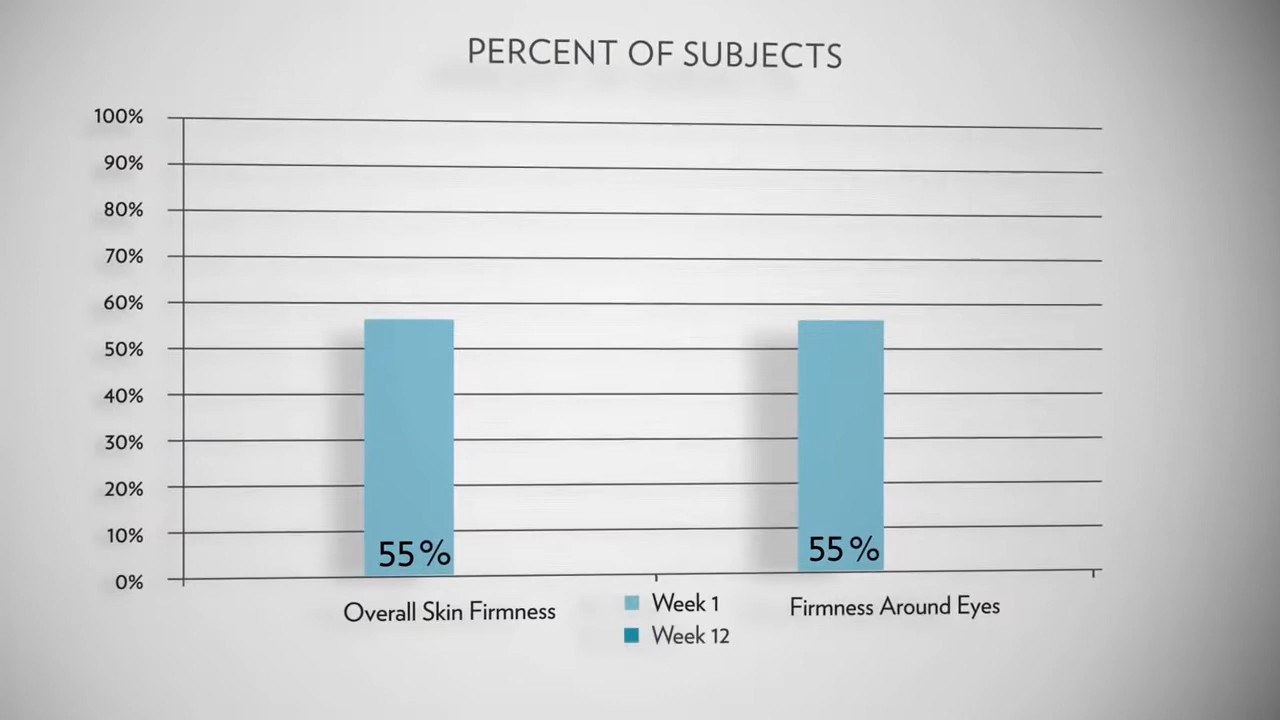 PERCENT OF SUBJECTS
100%
90%
80%
70%
60%
50%
40%
30%
20%
10%
0%
55%
55%
Overall Skin Firmness
Firmness Around Eyes
Week 1
Week 12